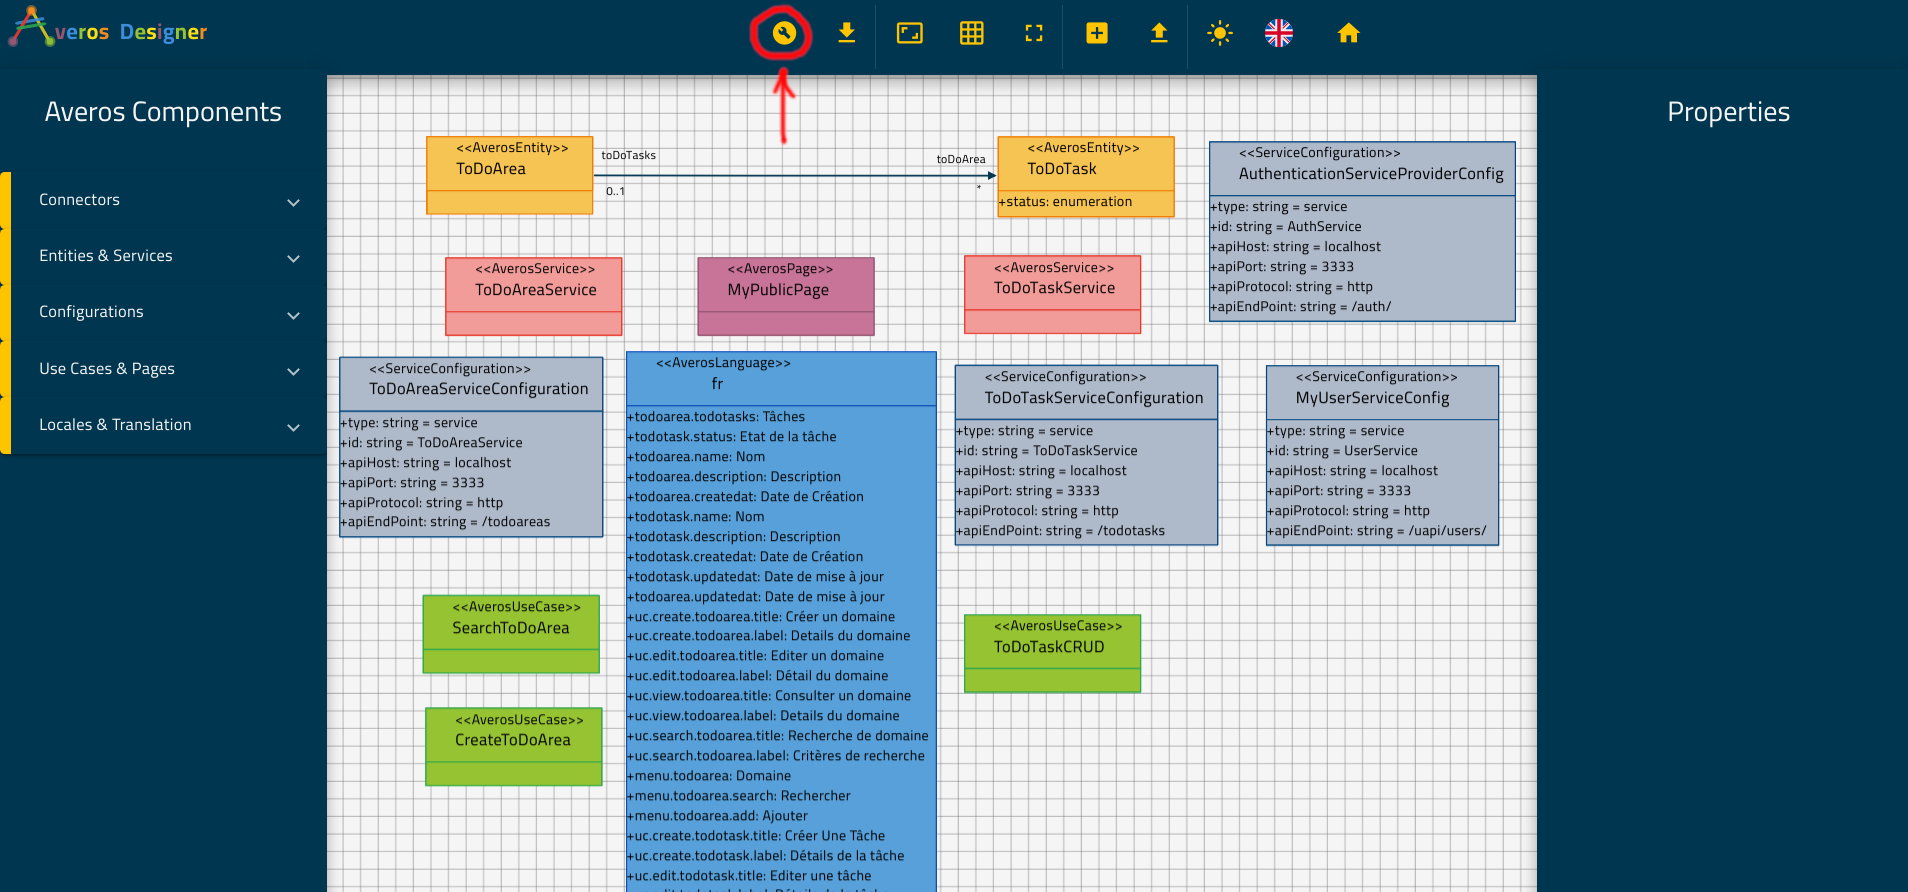 Averos Designer
Averos Components
Connectors
Entities & Services
Configurations
Use Cases & Pages
Locales & Translation
Properties
<<AverosEntity>>
ToDoArea
toDoTasks
0..1
toDoArea
*
<<AverosEntity>>
ToDoTask
+status: enumeration
<<ServiceConfiguration>>
AuthenticationServiceProviderConfig
+type: string = service
+id: string = AuthService
+apiHost: string = localhost
+apiPort: string = 3333
+apiProtocol: string = http
+apiEndPoint: string = /auth/
<<AverosService>>
ToDoAreaService
<<AverosPage>>
MyPublicPage
<<AverosService>>
ToDoTaskService
<<ServiceConfiguration>>
ToDoAreaServiceConfiguration
+type: string = service
+id: string = ToDoAreaService
+apiHost: string = localhost
+apiPort: string = 3333
+apiProtocol: string = http
+apiEndPoint: string = /todoareas
<<AverosLanguage>>
fr
+todoarea.todotasks: Tâches
+todotask.status: Etat de la tâche
+todoarea.name: Nom
+todoarea.description: Description
+todoarea.createdat: Date de Création
+todotask.name: Nom
+todotask.description: Description
+todotask.createdat: Date de Création
+todotask.updatedat: Date de mise à jour
+todoarea.updatedat: Date de mise à jour
+uc.create.todoarea.title: Créer un domaine
+uc.create.todoarea.label: Details du domaine
+uc.edit.todoarea.title: Editer un domaine
+uc.edit.todoarea.label: Détail du domaine
+uc.view.todoarea.title: Consulter un domaine
+uc.view.todoarea.label: Details du domaine
+uc.search.todoarea.title: Recherche de domaine
+uc.search.todoarea.label: Critères de recherche
+menu.todoarea: Domaine
+menu.todoarea.search: Rechercher
+menu.todoarea.add: Ajouter
+uc.create.todotask.title: Créer Une Tâche
+uc.create.todotask.label: Détails de la tâche
+uc.edit.todotask.title: Editer une tâche
<<ServiceConfiguration>>
ToDoTaskServiceConfiguration
+type: string = service
+id: string = ToDoTaskService
+apiHost: string = localhost
+apiPort: string = 3333
+apiProtocol: string = http
+apiEndPoint: string = /todotasks
<<ServiceConfiguration>>
MyUserServiceConfig
+type: string = service
+id: string = UserService
+apiHost: string = localhost
+apiPort: string = 3333
+apiProtocol: string = http
+apiEndPoint: string = /uapi/users/
<<AverosUseCase>>
SearchToDoArea
<<AverosUseCase>>
CreateToDoArea
<<AverosUseCase>>
ToDoTaskCRUD